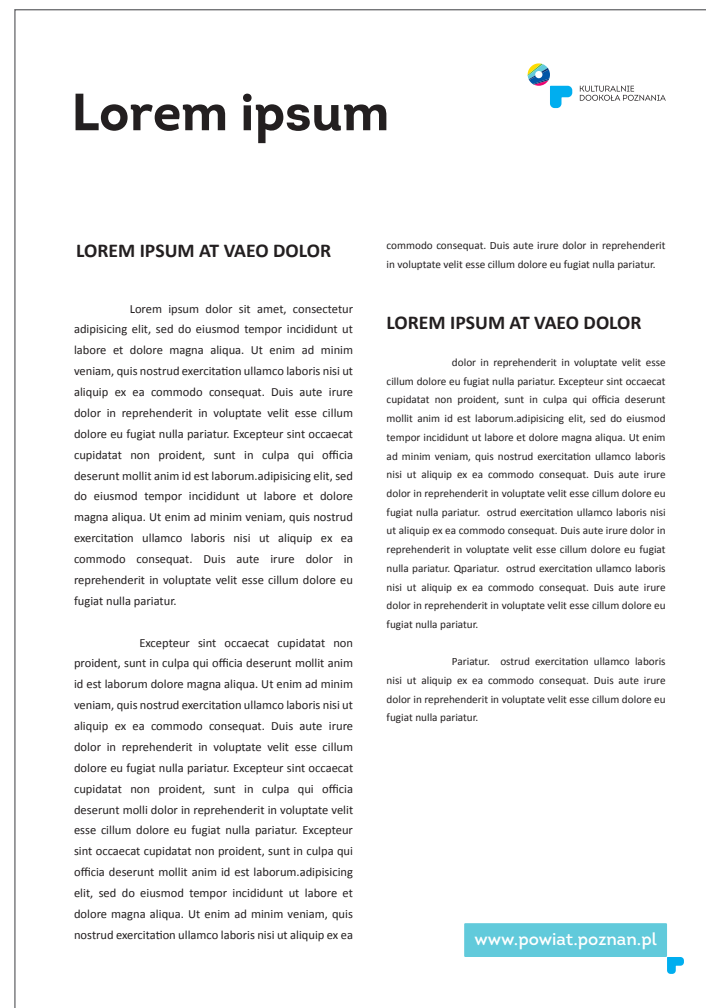 Lorem ipsum
KULTURALNIE
DOOKOŁA POZNANIA
LOREM IPSUM AT VAEO DOLOR
Lorem ipsum dolor sit amet, consectetur
adipisicing elit, sed do eiusmod tempor incididunt ut
labore et dolore magna aliqua. Ut enim ad minim
veniam, quis nostrud exercitation ullamco laboris nisi ut
aliquip ex ea commodo consequat. Duis aute irure
dolor in reprehenderit in voluptate velit esse cillum
dolore eu fugiat nulla pariatur. Excepteur sint occaecat
cupidatat non proident, sunt in culpa qui officia
deserunt mollit anim id est laborum.adipisicing elit, sed
do eiusmod tempor incididunt ut labore et dolore
magna aliqua. Ut enim ad minim veniam, quis nostrud
exercitation ullamco laboris nisi ut aliquip ex ea
commodo consequat. Duis aute irure dolor in
reprehenderit in voluptate velit esse cillum dolore eu
fugiat nulla pariatur.
Excepteur sint occaecat cupidatat non
proident, sunt in culpa qui officia deserunt mollit anim
id est laborum dolore magna aliqua. Ut enim ad minim
veniam, quis nostrud exercitation ullamco laboris nisi ut
aliquip ex ea commodo consequat. Duis aute irure
dolor in reprehenderit in voluptate velit esse cillum
dolore eu fugiat nulla pariatur. Excepteur sint occaecat
cupidatat non proident, sunt in culpa qui officia
deserunt molli dolor in reprehenderit in voluptate velit
esse cillum dolore eu fugiat nulla pariatur. Excepteur
sint occaecat cupidatat non proident, sunt in culpa qui
officia deserunt mollit anim id est laborum.adipisicing
elit, sed do eiusmod tempor incididunt ut labore et
dolore magna aliqua. Ut enim ad minim veniam, quis
nostrud exercitation ullamco laboris nisi ut aliquip ex ea
commodo consequat. Duis aute irure dolor in reprehenderit
in voluptate velit esse cillum dolore eu fugiat nulla pariatur.
LOREM IPSUM AT VAEO DOLOR
dolor in reprehenderit in voluptate velit esse
cillum dolore eu fugiat nulla pariatur. Excepteur sint occaecat
cupidatat non proident, sunt in culpa qui officia deserunt
mollit anim id est laborum.adipisicing elit, sed do eiusmod
tempor incididunt ut labore et dolore magna aliqua. Ut enim
ad minim veniam, quis nostrud exercitation ullamco laboris
nisi ut aliquip ex ea commodo consequat. Duis aute irure
dolor in reprehenderit in voluptate velit esse cillum dolore eu
fugiat nulla pariatur. ostrud exercitation ullamco laboris nisi
ut aliquip ex ea commodo consequat. Duis aute irure dolor in
reprehenderit in voluptate velit esse cillum dolore eu fugiat
nulla pariatur. Qpariatur. ostrud exercitation ullamco laboris
nisi ut aliquip ex ea commodo consequat. Duis aute irure
dolor in reprehenderit in voluptate velit esse cillum dolore eu
fugiat nulla pariatur.
Pariatur. ostrud exercitation ullamco laboris
nisi ut aliquip ex ea commodo consequat. Duis aute irure
dolor in reprehenderit in voluptate velit esse cillum dolore eu
fugiat nulla pariatur.
www.powiat.poznan.pl